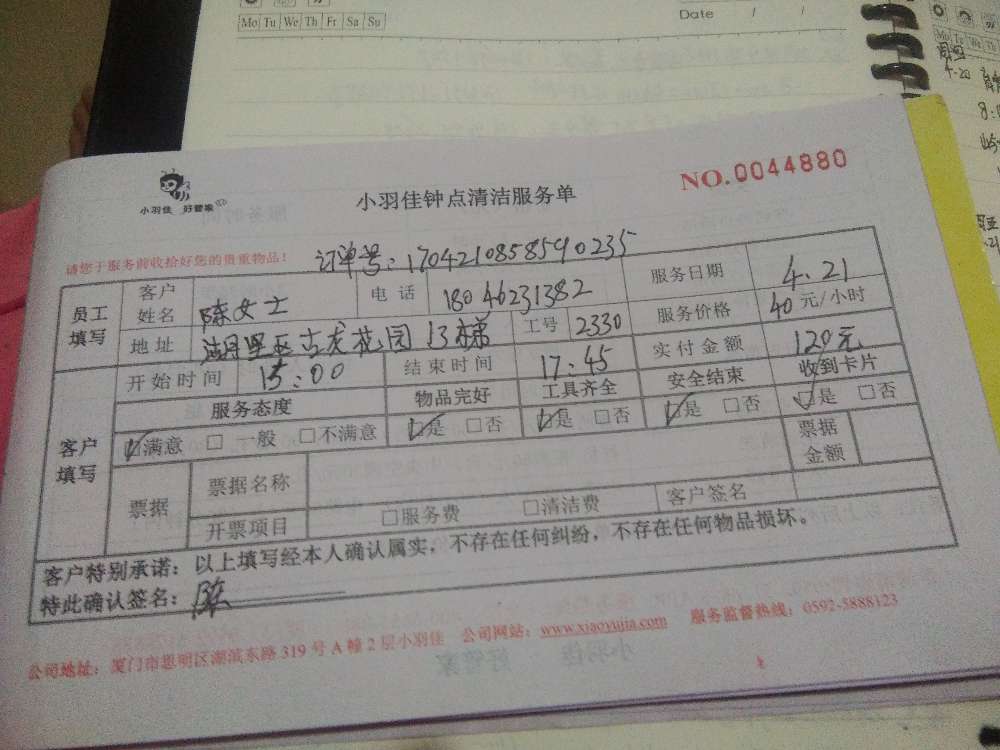 Mo Tu We Th Fr Sa Su
Date / /
Mo Tu
4.20
小羽佳 好管家
小羽佳钟点清洁服务单
NO.0044880
请您于服务前收拾好您的贵重物品！
订单号：1704210858590235
员工填写 客户姓名 陈女士 电话 18046231382 服务日期 4.21
地址 湖里区古龙花园13梯 工号 2330 服务价格 40元/小时
开始时间 15:00 结束时间 17:45 实付金额 120元
客户填写 服务态度 物品完好 工具齐全 安全结束 收到卡片
☑满意 □一般 □不满意 ☑是 □否 ☑是 □否 ☑是 □否 ☑是 □否
票据 票据名称 票据金额
开票项目 □服务费 □清洁费 客户签名
客户特别承诺：以上填写经本人确认属实，不存在任何纠纷，不存在任何物品损坏。
特此确认签名：陈
公司地址：厦门市思明区湖滨东路319号A幢2层小羽佳 公司网站：www.xiaoyujia.com 服务监督热线：0592-5888123